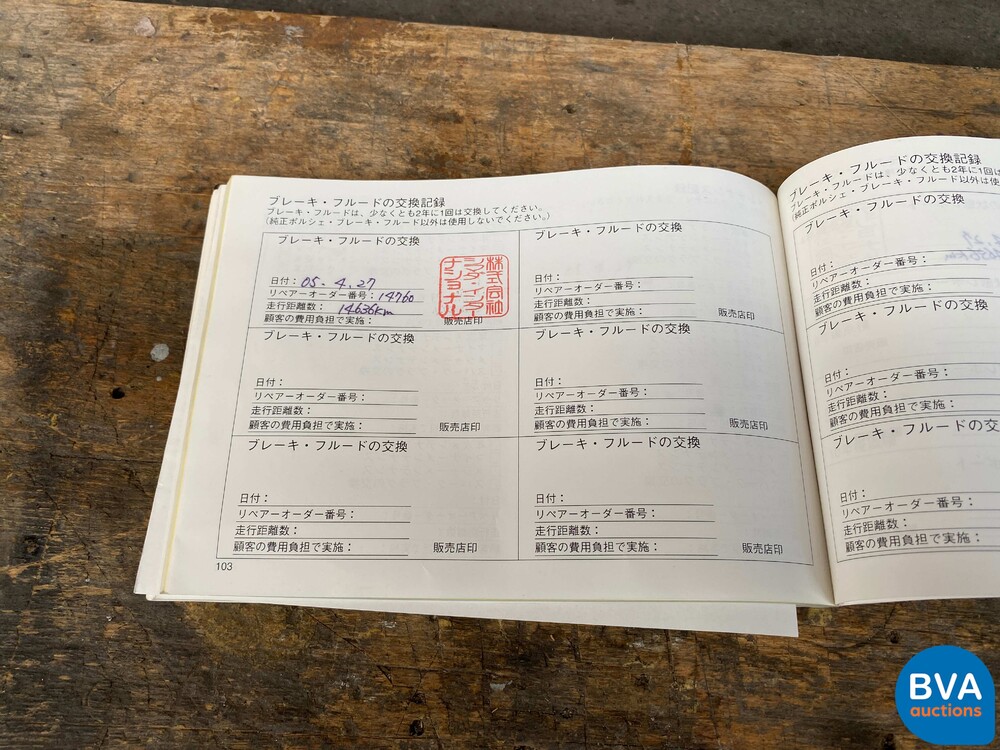 ブレーキ・フルードの交換記録
ブレーキ・フルードは、少なくとも2年に1回は交換してください。
(純正ポルシェ・ブレーキ・フルード以外は使用しないでください。)
ブレーキ・フルードの交換
日付：05. 4. 27
リペアーオーダー番号：14760
走行距離数：14636km
顧客の費用負担で実施：
販売店印
株式会社
シンダ・インター
ナショナル
ブレーキ・フルードの交換
日付：
リペアーオーダー番号：
走行距離数：
顧客の費用負担で実施：
販売店印
ブレーキ・フルードの交換
日付：
リペアーオーダー番号：
走行距離数：
顧客の費用負担で実施：
販売店印
ブレーキ・フルードの交換
日付：
リペアーオーダー番号：
走行距離数：
顧客の費用負担で実施：
販売店印
ブレーキ・フルードの交換
日付：
リペアーオーダー番号：
走行距離数：
顧客の費用負担で実施：
販売店印
ブレーキ・フルードの交換
日付：
リペアーオーダー番号：
走行距離数：
顧客の費用負担で実施：
販売店印
103
ブレーキ・フルードの交換記録
ブレーキ・フルードは、少なくとも2年に1回は
(純正ポルシェ・ブレーキ・フルード以外は使
ブレーキ・フルードの交換
日付：
リペアーオーダー番号：
走行距離数：
顧客の費用負担で実施：
ブレーキ・フルードの交換
日付：
リペアーオーダー番号：
走行距離数：
顧客の費用負担で実施：
ブレーキ・フルードの交
日付：
リペアーオーダー番号：
走行距離数：
顧客の費用負担で実施：
BVA
auctions